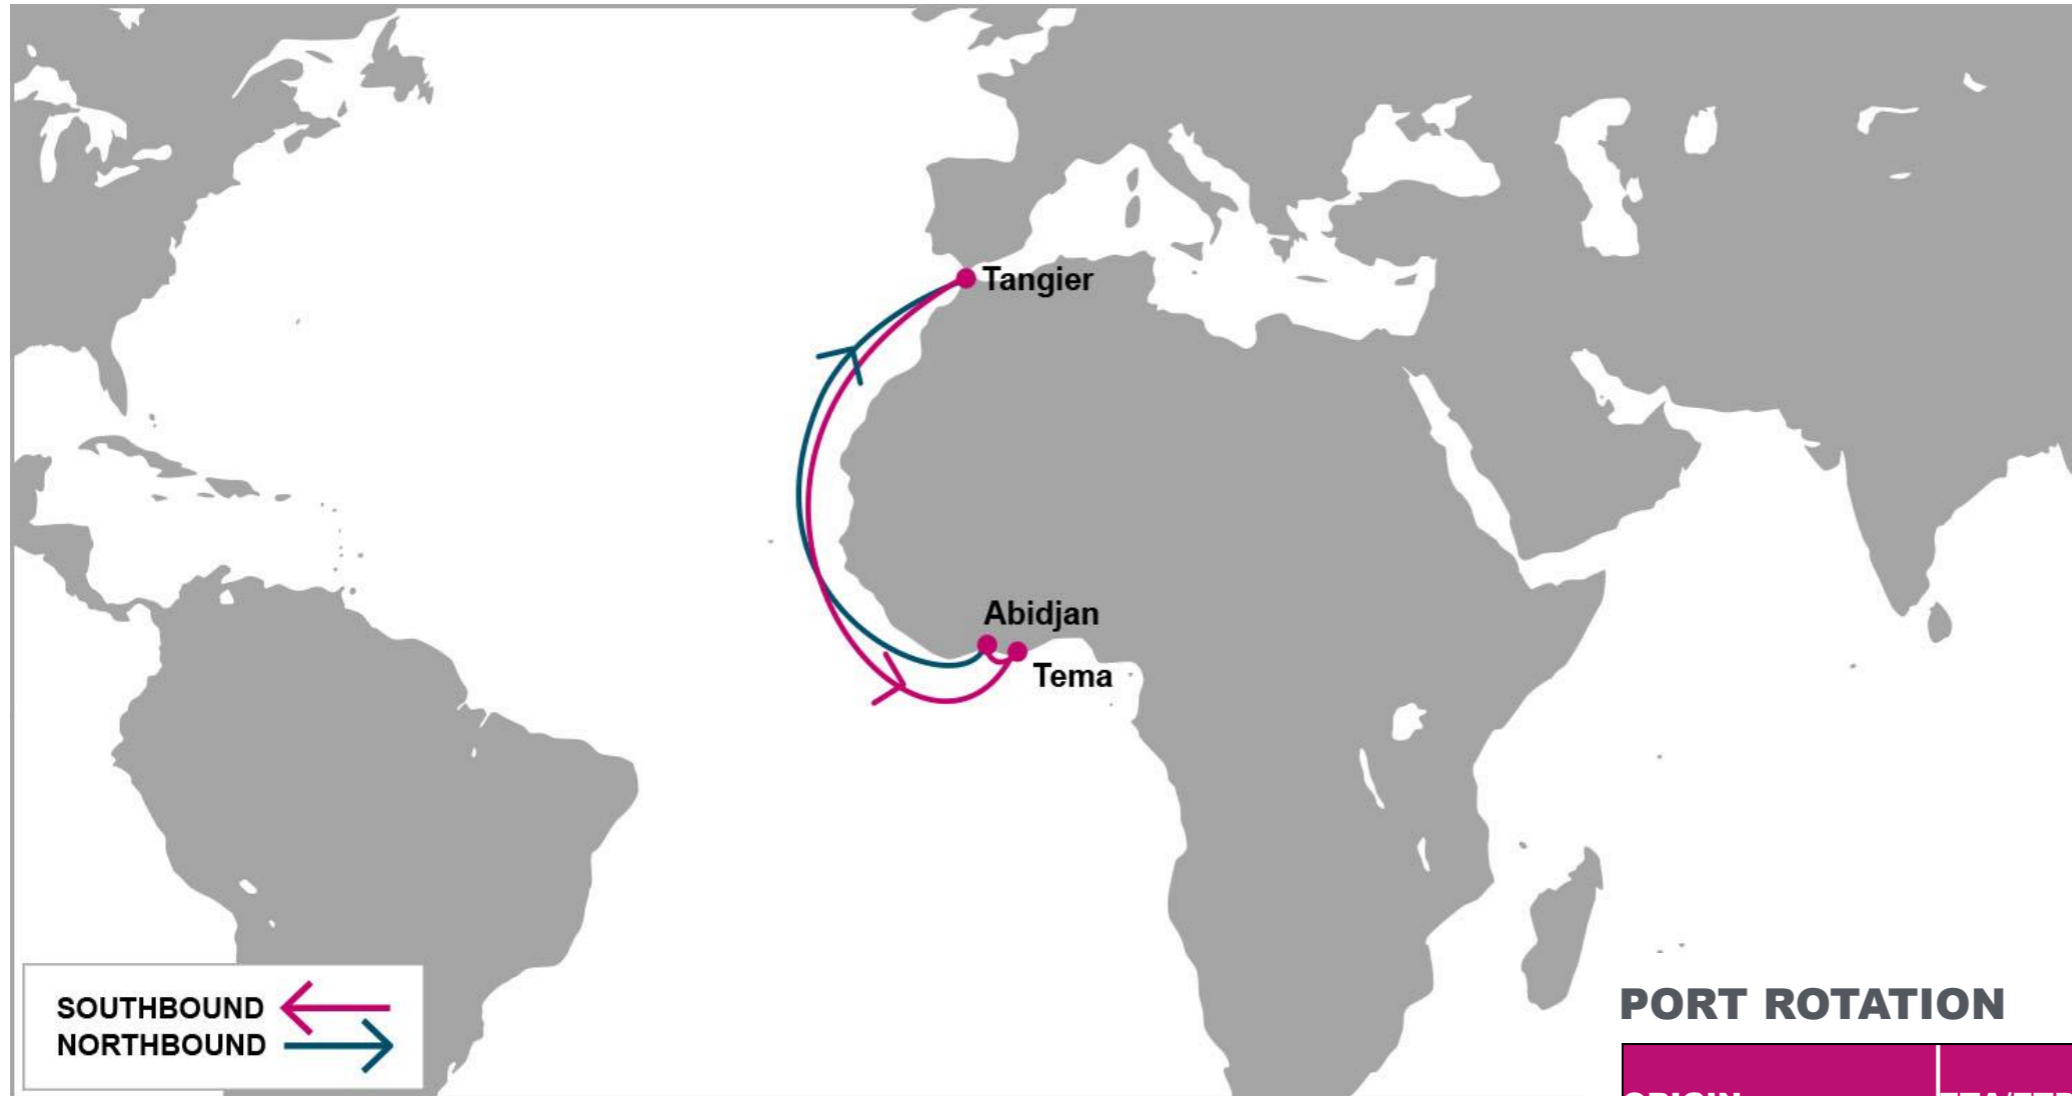 Tangier
Abidjan
Tema
SOUTHBOUND
NORTHBOUND
PORT ROTATION